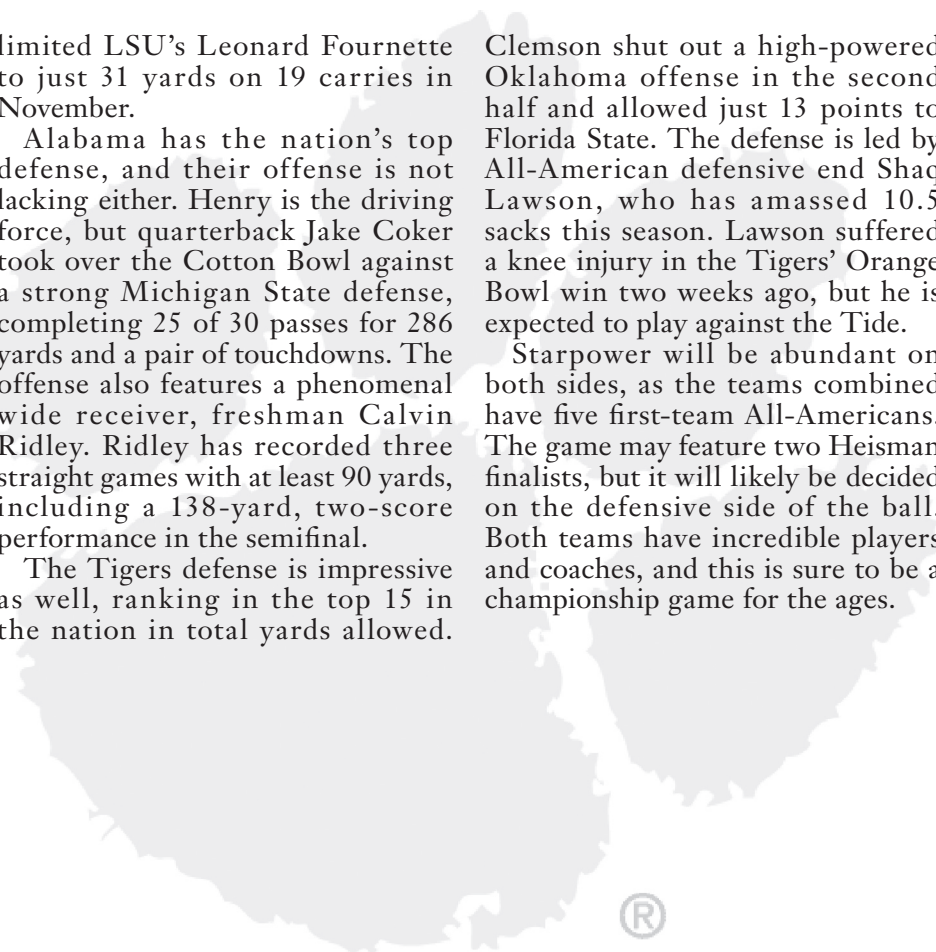 limited LSU's Leonard Fournette
to just 31 yards on 19 carries in
November.
Alabama has the nation's top
defense, and their offense is not
lacking either. Henry is the driving
force, but quarterback Jake Coker
took over the Cotton Bowl against
a strong Michigan State defense,
completing 25 of 30 passes for 286
yards and a pair of touchdowns. The
offense also features a phenomenal
wide receiver, freshman Calvin
Ridley. Ridley has recorded three
straight games with at least 90 yards,
including a 138-yard, two-score
performance in the semifinal.
The Tigers defense is impressive
as well, ranking in the top 15 in
the nation in total yards allowed.
Clemson shut out a high-powered
Oklahoma offense in the second
half and allowed just 13 points to
Florida State. The defense is led by
All-American defensive end Shaq
Lawson, who has amassed 10.5
sacks this season. Lawson suffered
a knee injury in the Tigers' Orange
Bowl win two weeks ago, but he is
expected to play against the Tide.
Starpower will be abundant on
both sides, as the teams combined
have five first-team All-Americans.
The game may feature two Heisman
finalists, but it will likely be decided
on the defensive side of the ball.
Both teams have incredible players
and coaches, and this is sure to be a
championship game for the ages.
®